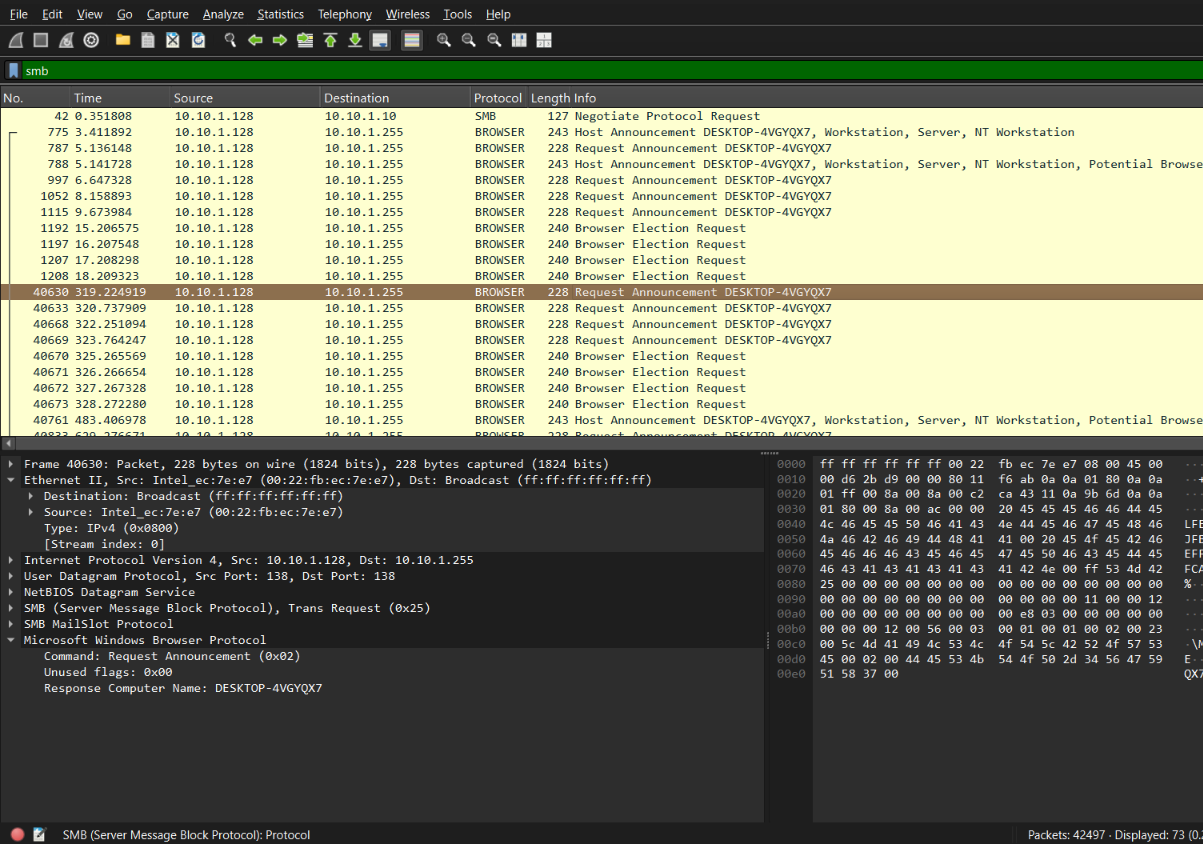 File Edit View Go Capture Analyze Statistics Telephony Wireless Tools Help
smb
No. Time Source Destination Protocol Length Info
42 0.351808 10.10.1.128 10.10.1.10 SMB 127 Negotiate Protocol Request
775 3.411892 10.10.1.128 10.10.1.255 BROWSER 243 Host Announcement DESKTOP-4VGYQX7, Workstation, Server, NT Workstation
787 5.136148 10.10.1.128 10.10.1.255 BROWSER 228 Request Announcement DESKTOP-4VGYQX7
788 5.141728 10.10.1.128 10.10.1.255 BROWSER 243 Host Announcement DESKTOP-4VGYQX7, Workstation, Server, NT Workstation, Potential Browse
997 6.647328 10.10.1.128 10.10.1.255 BROWSER 228 Request Announcement DESKTOP-4VGYQX7
1052 8.158893 10.10.1.128 10.10.1.255 BROWSER 228 Request Announcement DESKTOP-4VGYQX7
1115 9.673984 10.10.1.128 10.10.1.255 BROWSER 228 Request Announcement DESKTOP-4VGYQX7
1192 15.206575 10.10.1.128 10.10.1.255 BROWSER 240 Browser Election Request
1197 16.207548 10.10.1.128 10.10.1.255 BROWSER 240 Browser Election Request
1207 17.208298 10.10.1.128 10.10.1.255 BROWSER 240 Browser Election Request
1208 18.209323 10.10.1.128 10.10.1.255 BROWSER 240 Browser Election Request
40630 319.224919 10.10.1.128 10.10.1.255 BROWSER 228 Request Announcement DESKTOP-4VGYQX7
40633 320.737909 10.10.1.128 10.10.1.255 BROWSER 228 Request Announcement DESKTOP-4VGYQX7
40668 322.251094 10.10.1.128 10.10.1.255 BROWSER 228 Request Announcement DESKTOP-4VGYQX7
40669 323.764247 10.10.1.128 10.10.1.255 BROWSER 228 Request Announcement DESKTOP-4VGYQX7
40670 325.265569 10.10.1.128 10.10.1.255 BROWSER 240 Browser Election Request
40671 326.266654 10.10.1.128 10.10.1.255 BROWSER 240 Browser Election Request
40672 327.267328 10.10.1.128 10.10.1.255 BROWSER 240 Browser Election Request
40673 328.272280 10.10.1.128 10.10.1.255 BROWSER 240 Browser Election Request
40761 483.406978 10.10.1.128 10.10.1.255 BROWSER 243 Host Announcement DESKTOP-4VGYQX7, Workstation, Server, NT Workstation, Potential Browse
10.10.1.128 10.10.1.255 BROWSER 228 Request Announcement DESKTOP-4VGYQX7
Frame 40630: Packet, 228 bytes on wire (1824 bits), 228 bytes captured (1824 bits)
Ethernet II, Src: Intel_ec:7e:e7 (00:22:fb:ec:7e:e7), Dst: Broadcast (ff:ff:ff:ff:ff:ff)
Destination: Broadcast (ff:ff:ff:ff:ff:ff)
Source: Intel_ec:7e:e7 (00:22:fb:ec:7e:e7)
Type: IPv4 (0x0800)
[Stream index: 0]
Internet Protocol Version 4, Src: 10.10.1.128, Dst: 10.10.1.255
User Datagram Protocol, Src Port: 138, Dst Port: 138
NetBIOS Datagram Service
SMB (Server Message Block Protocol), Trans Request (0x25)
SMB MailSlot Protocol
Microsoft Windows Browser Protocol
Command: Request Announcement (0x02)
Unused flags: 0x00
Response Computer Name: DESKTOP-4VGYQX7
0000 ff ff ff ff ff ff 00 22 fb ec 7e e7 08 00 45 00 ···
0010 00 d6 2b d9 00 00 80 11 f6 ab 0a 0a 01 80 0a 0a ··+
0020 01 ff 00 8a 00 8a 00 c2 ca 43 11 0a 9b 6d 0a 0a ···
0030 01 80 00 8a 00 ac 00 00 20 45 45 45 46 46 44 45 ···
0040 4c 46 45 45 50 46 41 43 4e 44 45 46 47 45 48 46 LFE
0050 4a 46 42 46 49 44 48 41 41 00 20 45 4f 45 42 46 JFB
0060 45 46 46 46 43 45 46 45 47 45 50 46 43 45 44 45 EFF
0070 46 43 41 43 41 43 41 43 41 42 4e 00 ff 53 4d 42 FCA
0080 25 00 00 00 00 00 00 00 00 00 00 00 00 00 00 00 %··
0090 00 00 00 00 00 00 00 00 00 00 00 00 11 00 00 12 ···
00a0 00 00 00 00 00 00 00 00 00 e8 03 00 00 00 00 00 ···
00b0 00 00 00 12 00 56 00 03 00 01 00 01 00 02 00 23 ···
00c0 00 5c 4d 41 49 4c 53 4c 4f 54 5c 42 52 4f 57 53 ·\M
00d0 45 00 02 00 44 45 53 4b 54 4f 50 2d 34 56 47 59 E··
00e0 51 58 37 00 QX7
SMB (Server Message Block Protocol): Protocol
Packets: 42497 · Displayed: 73 (0.